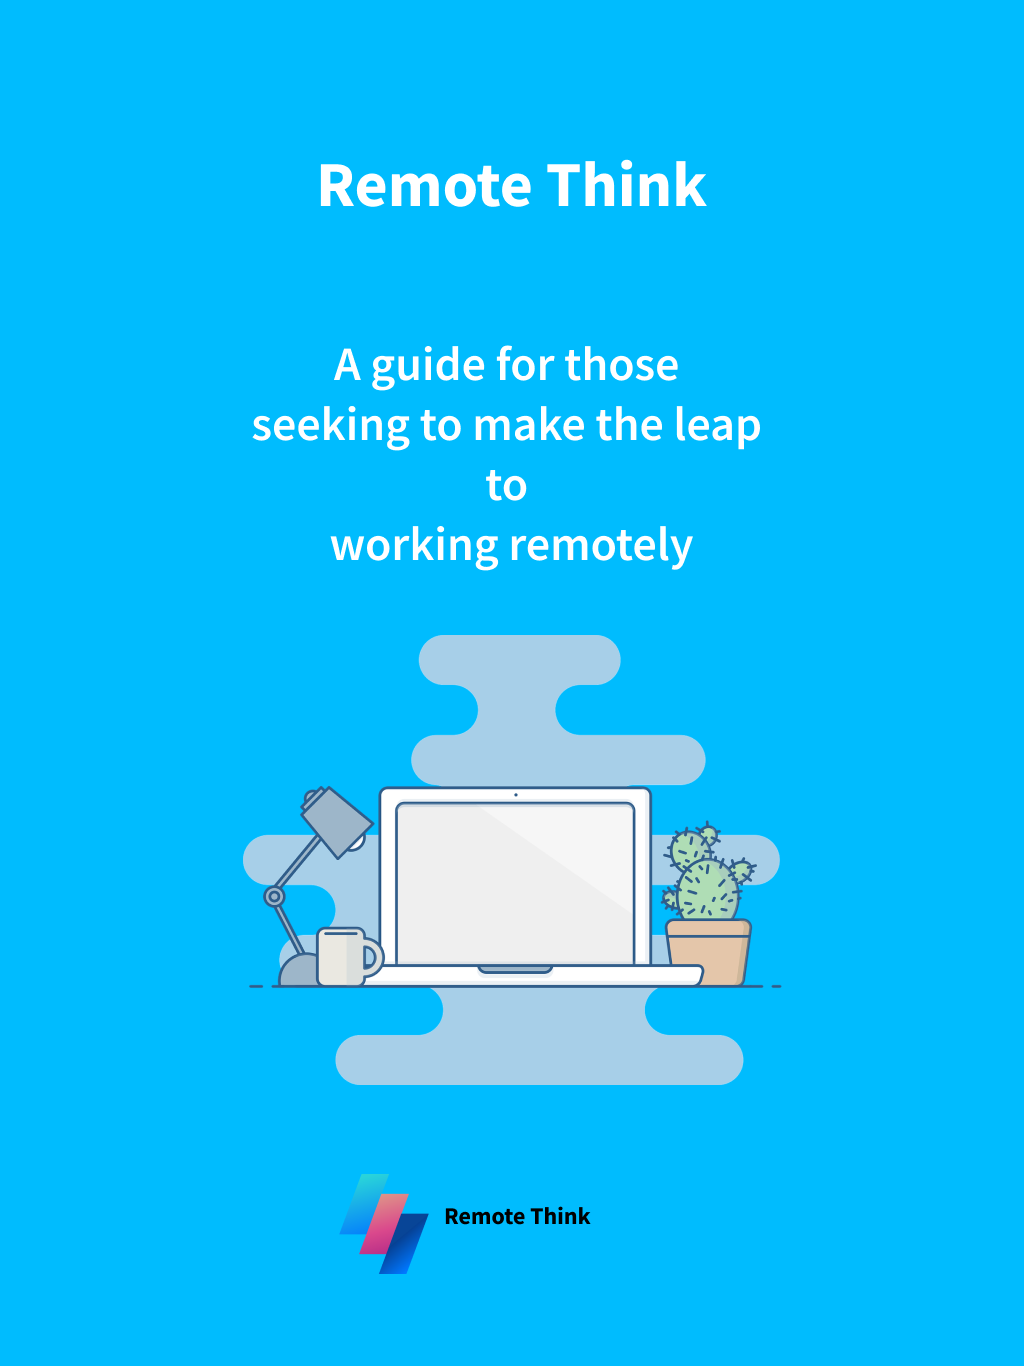 Remote Think
A guide for those
seeking to make the leap
to
working remotely
Remote Think